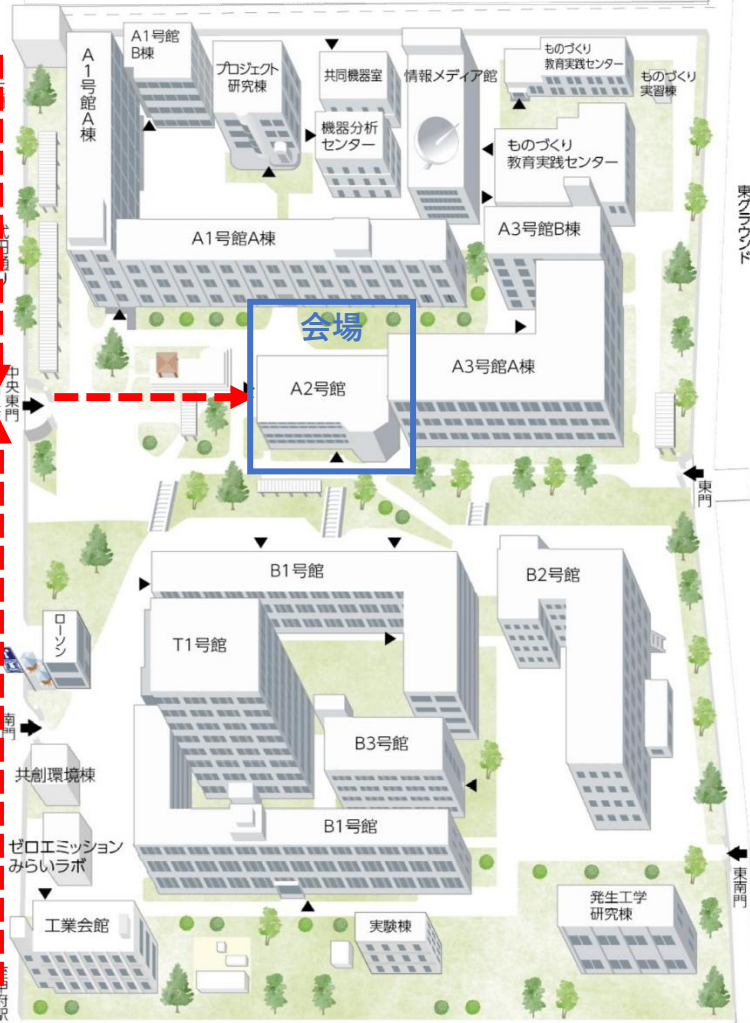 A1号館A棟
A1号館
B棟
プロジェクト
研究棟
共同機器室
機器分析
センター
情報メディア館
ものづくり
教育実践センター
ものづくり
実習棟
ものづくり
教育実践センター
東グラウンド
A1号館A棟
A3号館B棟
会場
A2号館
A3号館A棟
中央東門
東門
B1号館
B2号館
ローソン
T1号館
南門
B3号館
共創環境棟
B1号館
ゼロエミッション
みらいラボ
東南門
工業会館
実験棟
発生工学
研究棟